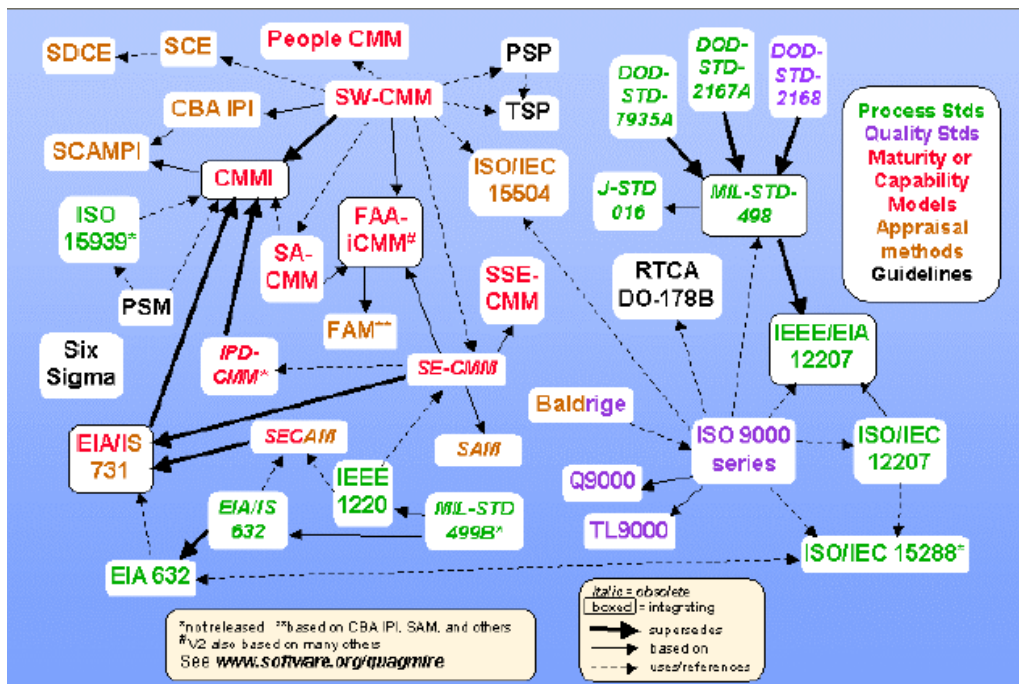 SDCE
SCE
People CMM
PSP
TSP
SW-CMM
CBA IPI
SCAMPI
CMMI
ISO
15939*
PSM
Six
Sigma
SA-
CMM
FAA-
iCMM#
FAM**
ISO/IEC
15504
SSE-
CMM
IPD-
CMM*
SE-CMM
SAM
EIA/IS
731
SECAM
IEEE
1220
EIA/IS
632
MIL-STD
499B*
EIA 632
DOD-
STD-
7935A
DOD-
STD-
2167A
DOD-
STD-
2168
J-STD
016
MIL-STD-
498
RTCA
DO-178B
IEEE/EIA
12207
Baldrige
ISO 9000
series
ISO/IEC
12207
Q9000
TL9000
ISO/IEC 15288*
Process Stds
Quality Stds
Maturity or
Capability
Models
Appraisal
methods
Guidelines
*not released **based on CBA IPI, SAM, and others
#V2 also based on many others
See www.software.org/quagmire
italic = obsolete
boxed = integrating
supersedes
based on
uses/references